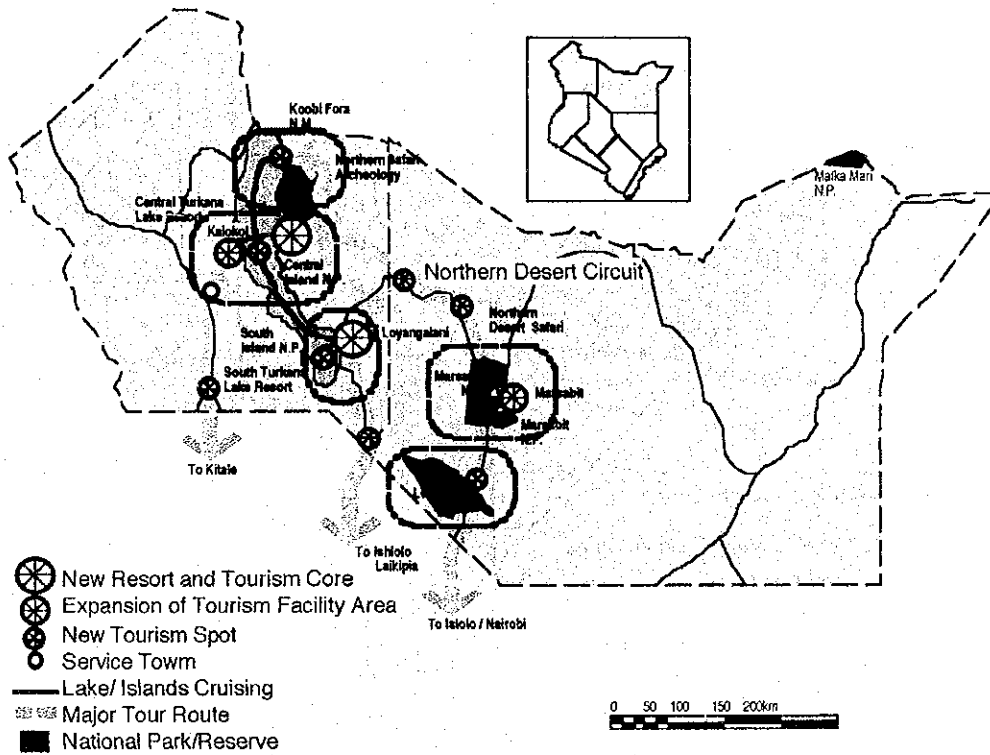 Koobi Fora
N.M.
Northern Safari
Archeology
Malka Mari
N.P.
Central Turkana
Lake Resorts
Kalokol
Central
Island N.P.
Northern Desert Circuit
Northern
Desert Safari
Loyangalani
South
Island N.P.
South Turkana
Lake Resort
Marsabit
Marsabit
N.P.
To Kitale
To Ishiolo
Laikipia
To Isiolo / Nairobi
New Resort and Tourism Core
Expansion of Tourism Facility Area
New Tourism Spot
Service Towm
Lake/ Islands Cruising
Major Tour Route
National Park/Reserve
0 50 100 150 200km